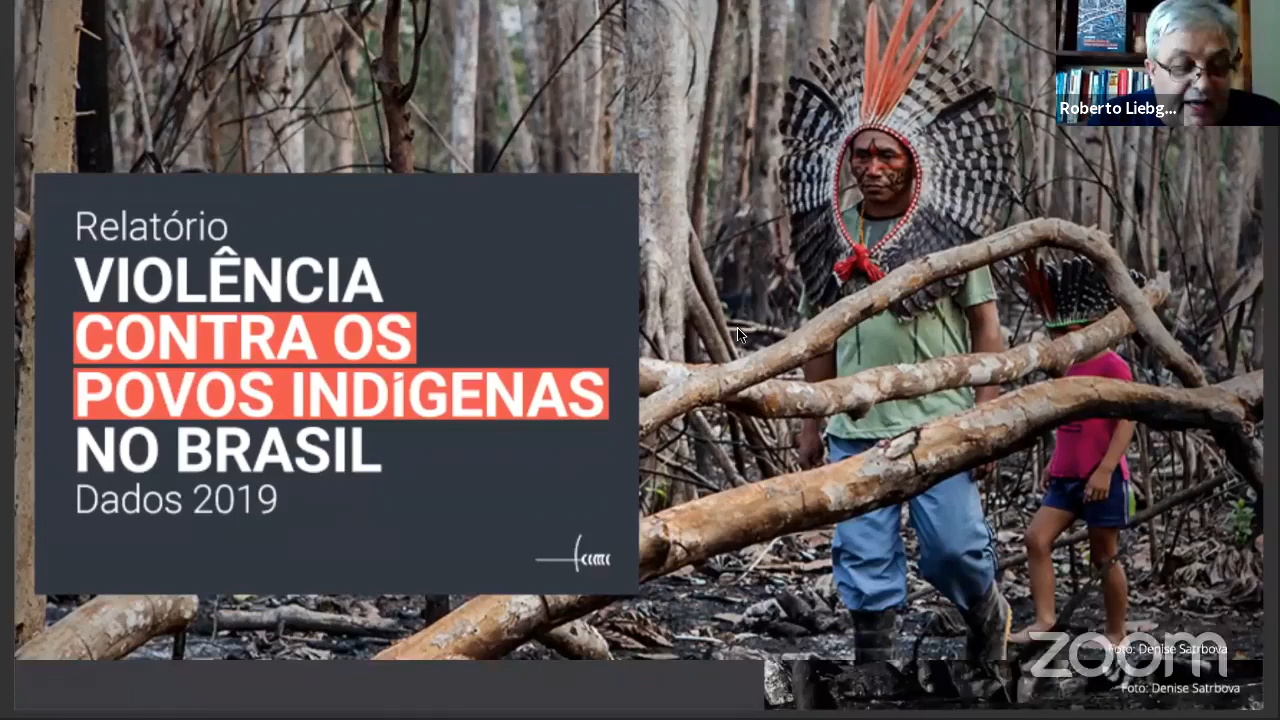 Relatório
VIOLÊNCIA
CONTRA OS
POVOS INDÍGENAS
NO BRASIL
Dados 2019
cimi
Roberto Liebg...
zoom
Foto: Denise Satrbova
Foto: Denise Satrbova